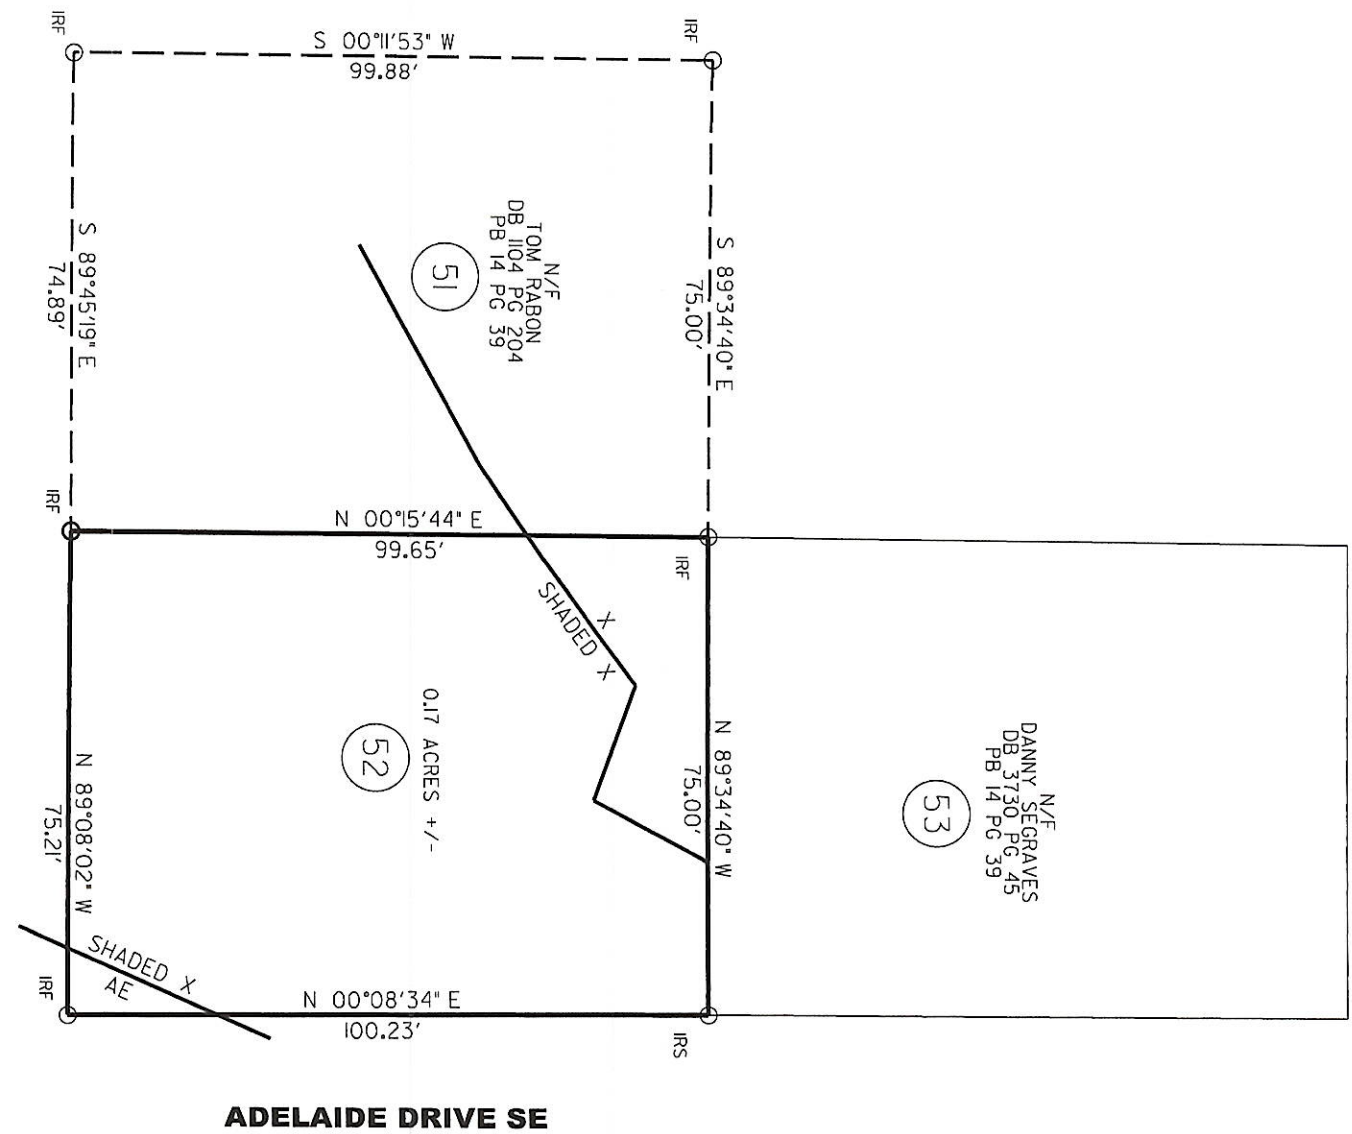 IRF
IRF
S 00°11'53" W
99.88'
S 89°45'19" E
74.89'
N/F
TOM RABON
DB 1104 PG 204
PB 14 PG 39
51
S 89°34'40" E
75.00'
IRF
N 00°15'44" E
99.65'
IRF
X
SHADED X
0.17 ACRES +/-
52
N 89°34'40" W
75.00'
N/F
DANNY SEGRAVES
DB 3730 PG 45
PB 14 PG 39
53
N 89°08'02" W
75.21'
SHADED X
AE
IRF
N 00°08'34" E
100.23'
IRS
ADELAIDE DRIVE SE